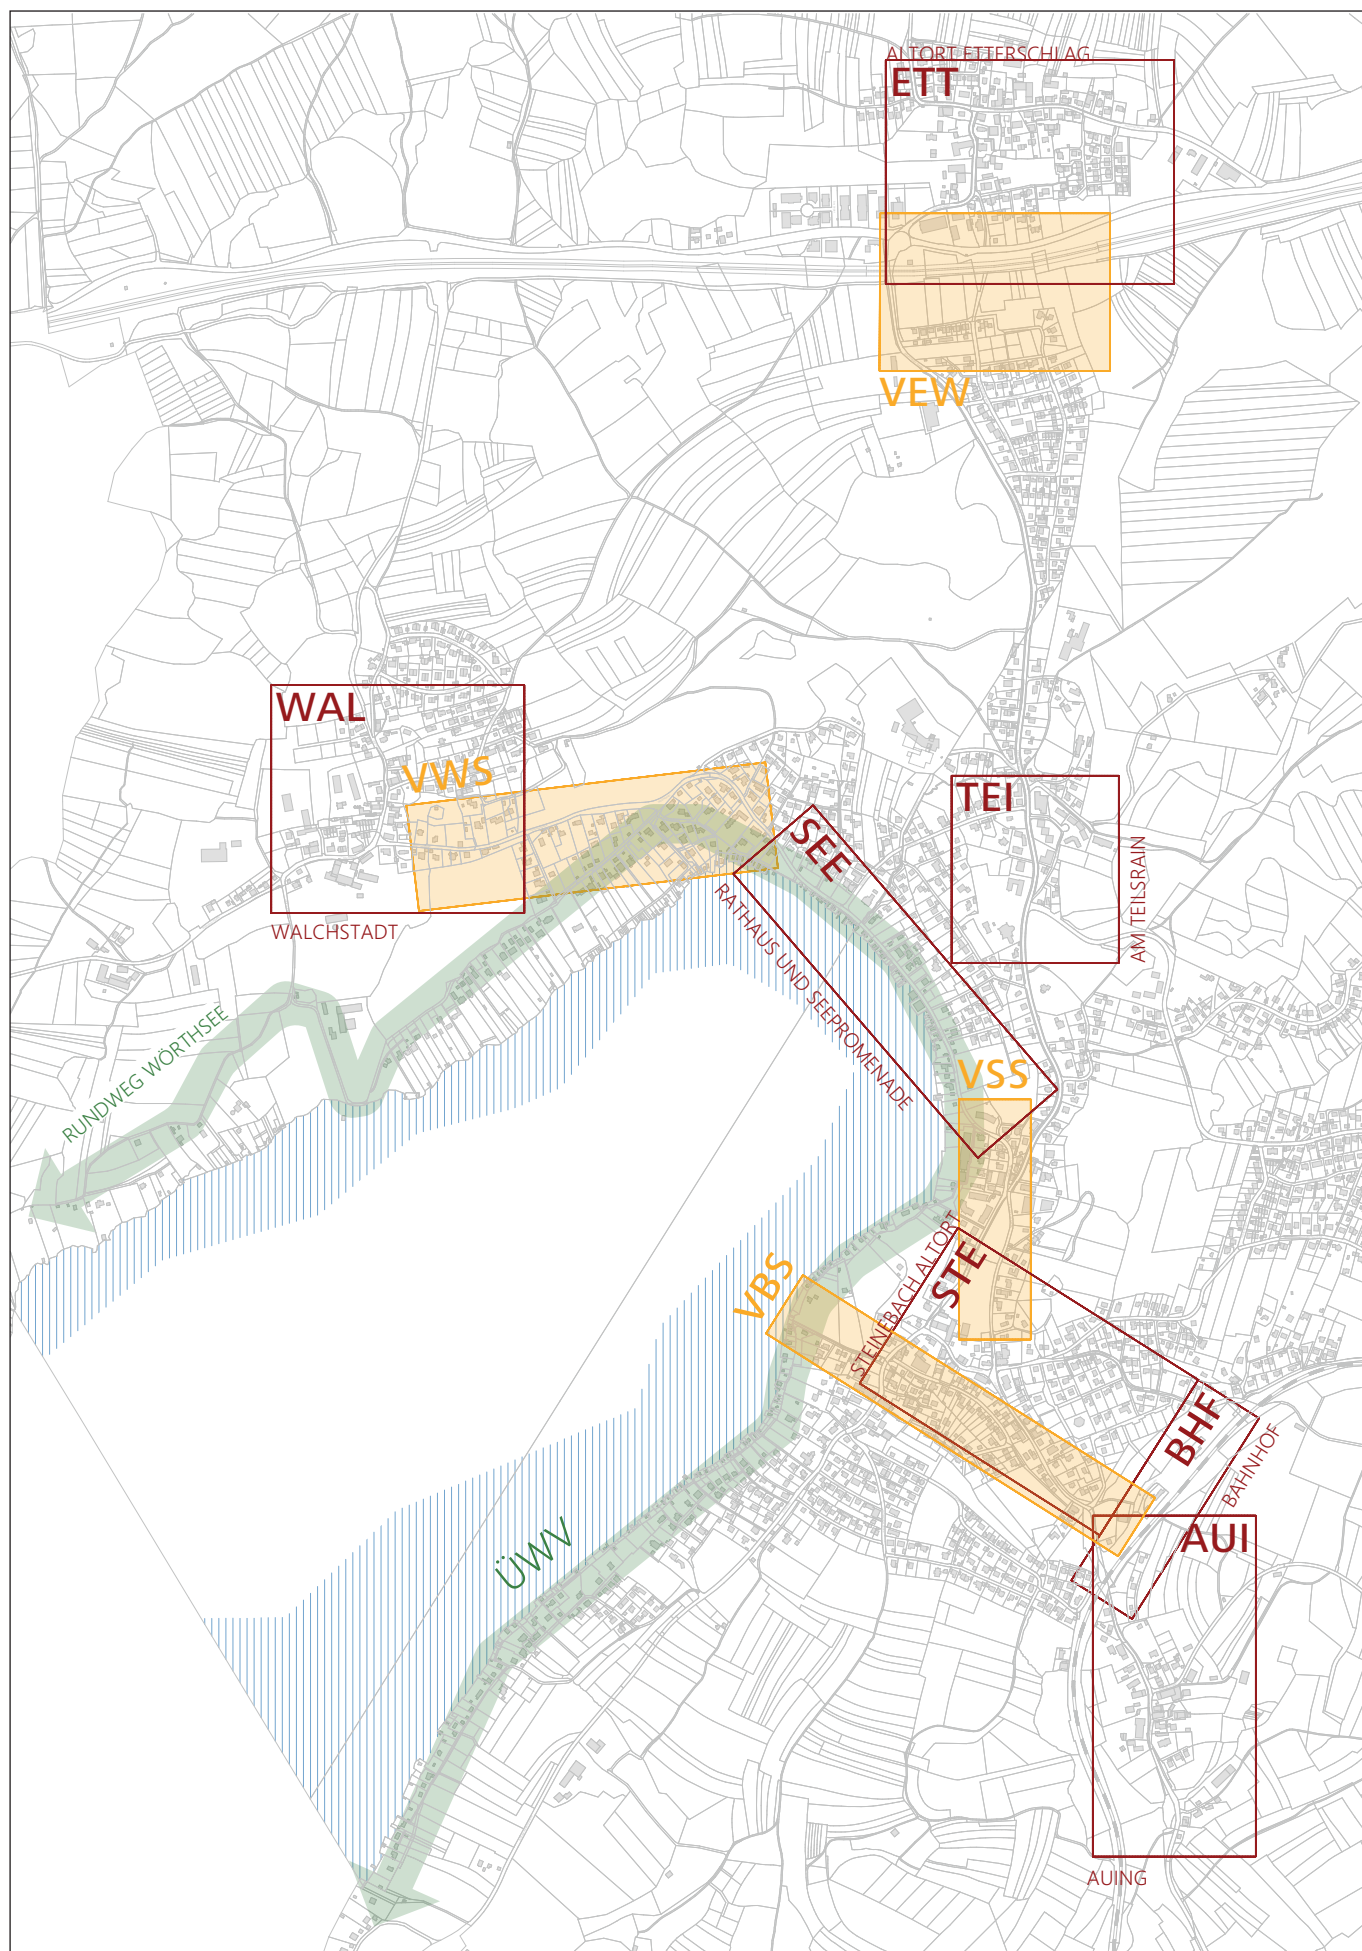 ALTORT ETTERSCHLAG
ETT
VEW
WAL
VWS
WALCHSTADT
SEE
RATHAUS UND SEEPROMENADE
TEI
AM TEILSRAIN
RUNDWEG WÖRTHSEE
VSS
STE
STEINEBACH ALTORT
VBS
BHF
BAHNHOF
ÜWV
AUI
AUING